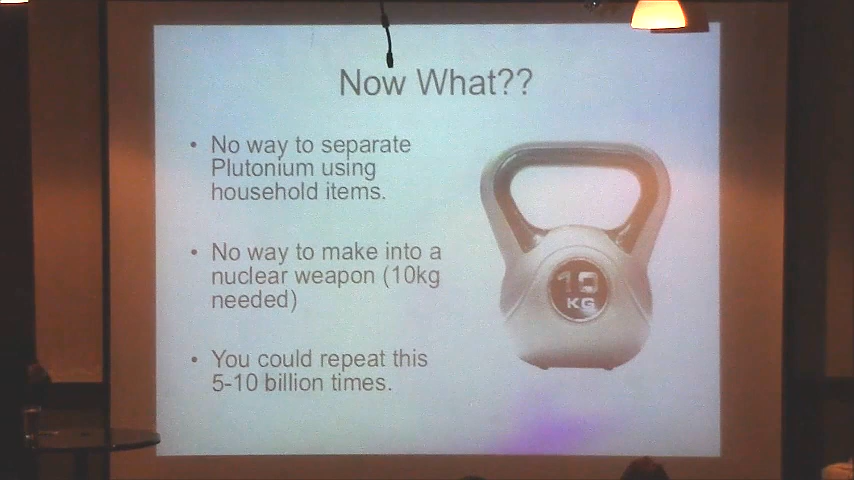 Now What??
• No way to separate
Plutonium using
household items.
• No way to make into a
nuclear weapon (10kg
needed)
• You could repeat this
5-10 billion times.
10
KG